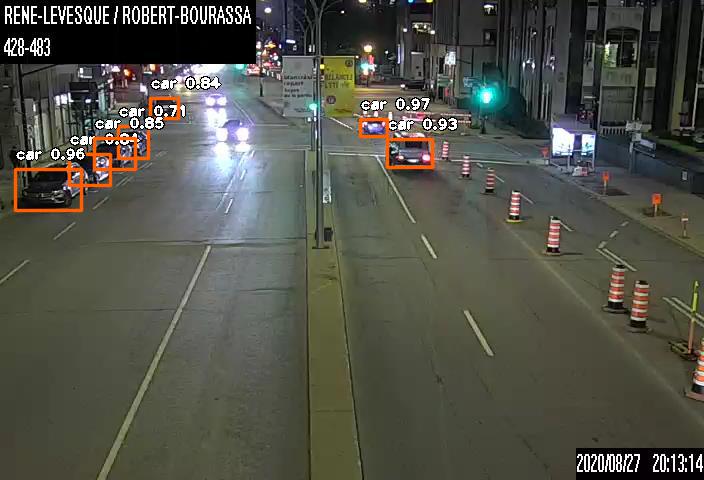 RENE-LEVESQUE / ROBERT-BOURASSA
428-483
car 0.84
car 0.71
car 0.85
car 0.96
car 0.97
car 0.93
2020/08/27 20:13:14